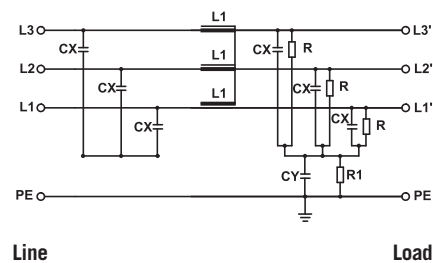 L1
L3 L3'
CX CX R
L1
L2 L2'
CX CX R
L1
L1 L1'
CX CX R
CY R1
PE PE
Line Load